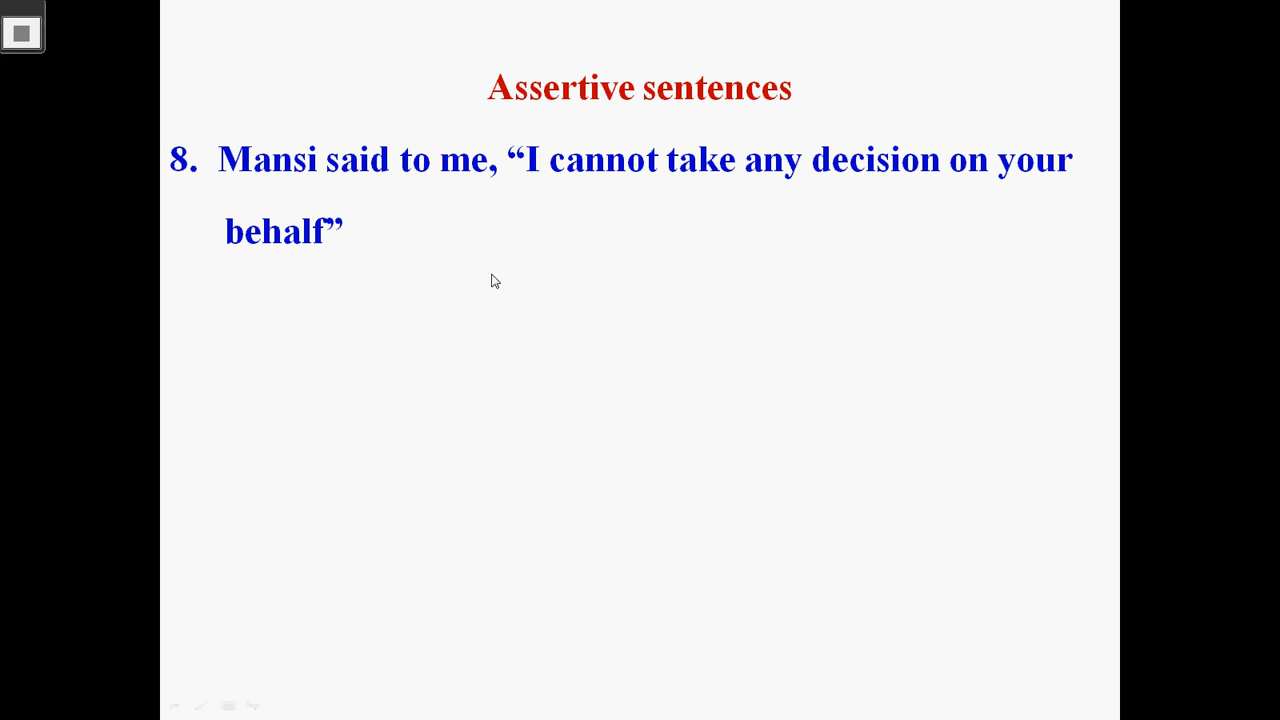 Assertive sentences
8. Mansi said to me, “I cannot take any decision on your
behalf”